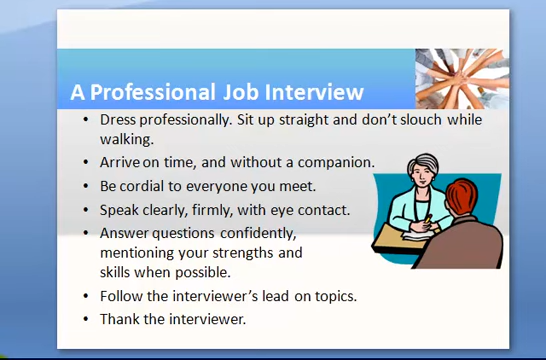 A Professional Job Interview
• Dress professionally. Sit up straight and don't slouch while
walking.
• Arrive on time, and without a companion.
• Be cordial to everyone you meet.
• Speak clearly, firmly, with eye contact.
• Answer questions confidently,
mentioning your strengths and
skills when possible.
• Follow the interviewer's lead on topics.
• Thank the interviewer.